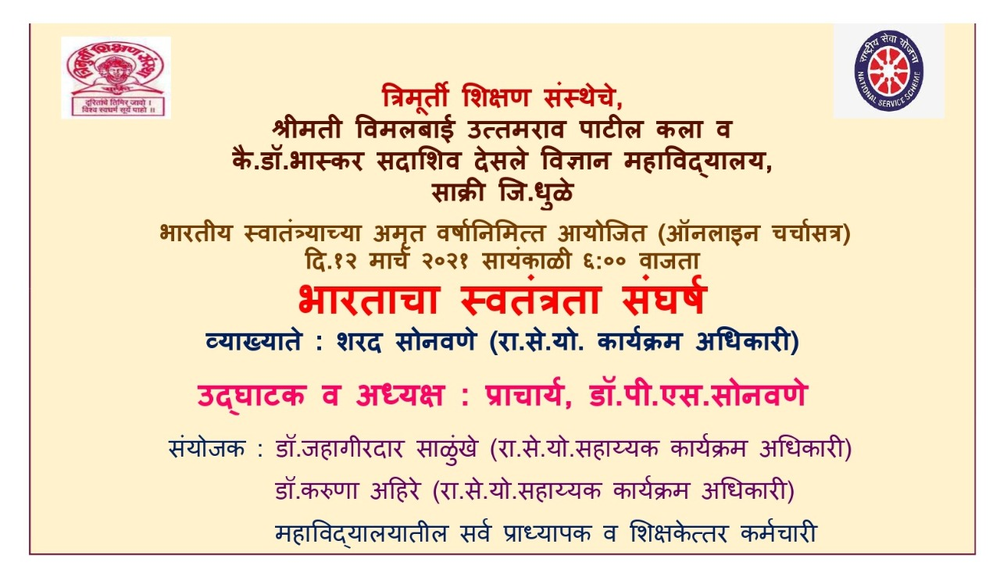 त्रिमूर्ती शिक्षण संस्था
दुरितांचे तिमिर जावो ।
विश्व स्वधर्म सूर्ये पाहो ॥
राष्ट्रीय सेवा योजना
NATIONAL SERVICE SCHEME
त्रिमूर्ती शिक्षण संस्थेचे,
श्रीमती विमलबाई उत्तमराव पाटील कला व
कै.डॉ.भास्कर सदाशिव देसले विज्ञान महाविद्यालय,
साक्री जि.धुळे
भारतीय स्वातंत्र्याच्या अमृत वर्षानिमित्त आयोजित (ऑनलाइन चर्चासत्र)
दि.१२ मार्च २०२१ सायंकाळी ६:०० वाजता
भारताचा स्वतंत्रता संघर्ष
व्याख्याते : शरद सोनवणे (रा.से.यो. कार्यक्रम अधिकारी)
उद्घाटक व अध्यक्ष : प्राचार्य, डॉ.पी.एस.सोनवणे
संयोजक : डॉ.जहागीरदार साळुंखे (रा.से.यो.सहाय्यक कार्यक्रम अधिकारी)
डॉ.करुणा अहिरे (रा.से.यो.सहाय्यक कार्यक्रम अधिकारी)
महाविद्यालयातील सर्व प्राध्यापक व शिक्षकेत्तर कर्मचारी